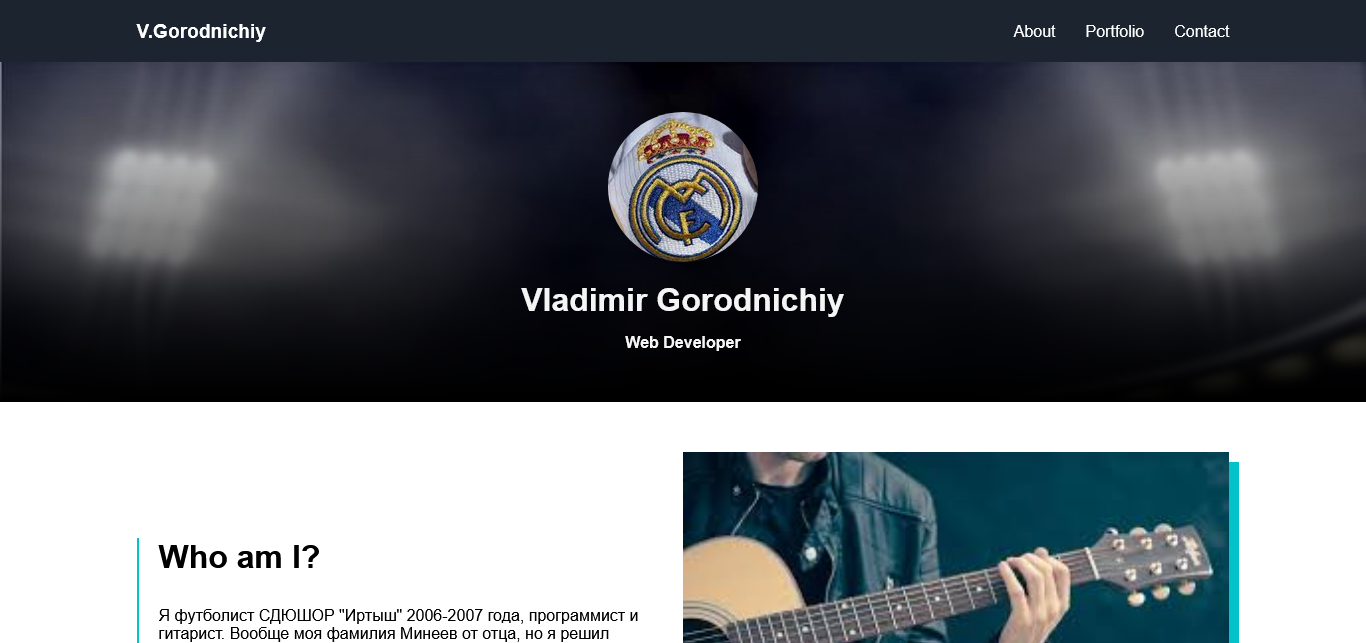 V.Gorodnichiy
About
Portfolio
Contact
Vladimir Gorodnichiy
Web Developer
Who am I?
Я футболист СДЮШОР "Иртыш" 2006-2007 года, программист и
гитарист. Вообще моя фамилия Минеев от отца, но я решил